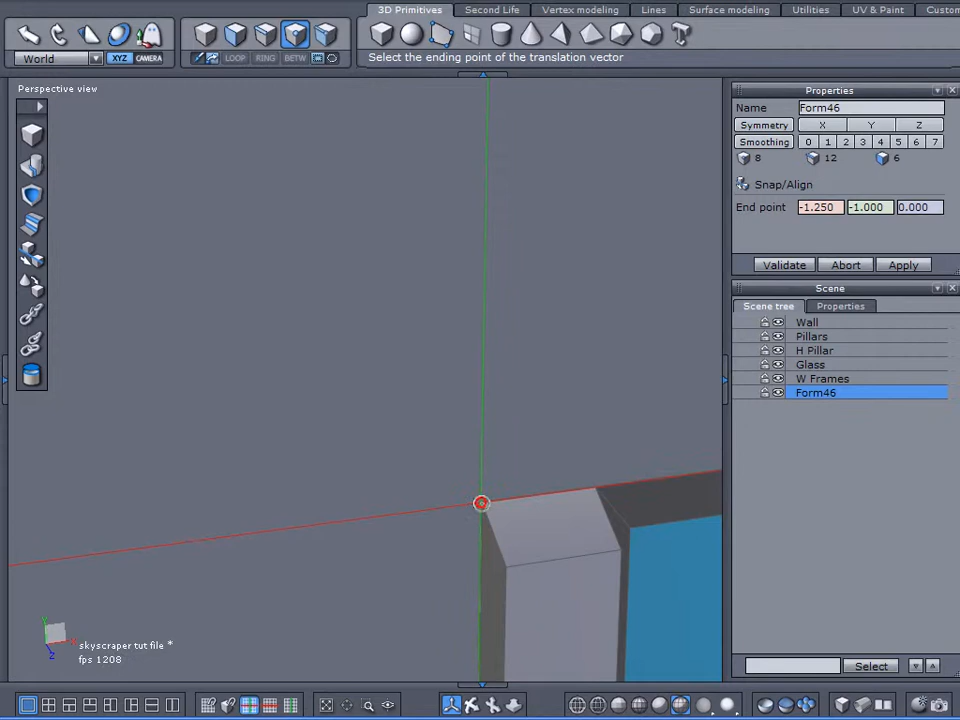 3D Primitives Second Life Vertex modeling Lines Surface modeling Utilities UV & Paint Custom
World XYZ CAMERA LOOP RING BETW Select the ending point of the translation vector
Perspective view
Properties
Name Form46
Symmetry X Y Z
Smoothing 0 1 2 3 4 5 6 7
8 12 6
Snap/Align
End point -1.250 -1.000 0.000
Validate Abort Apply
Scene
Scene tree Properties
Wall
Pillars
H Pillar
Glass
W Frames
Form46
Y
X
Z
skyscraper tut file *
fps 1208
Select